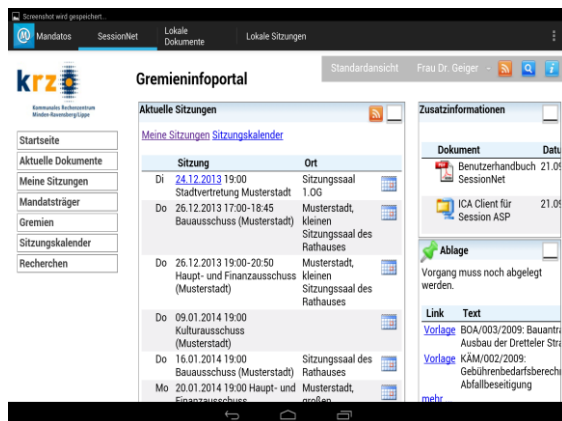 Screenshot wird gespeichert...
Mandatos
SessionNet
Lokale
Dokumente
Lokale Sitzungen
krz
Kommunales Rechenzentrum
Minden-Ravensberg/Lippe
Gremieninfoportal
Standardansicht
Frau Dr. Geiger -
Startseite
Aktuelle Dokumente
Meine Sitzungen
Mandatsträger
Gremien
Sitzungskalender
Recherchen
Aktuelle Sitzungen
Meine Sitzungen Sitzungskalender
Sitzung Ort
Di 24.12.2013 19:00 Sitzungssaal
Stadtvertretung Musterstadt 1.OG
Do 26.12.2013 17:00-18:45 Musterstadt,
Bauausschuss (Musterstadt) kleinen
Sitzungssaal des
Rathauses
Do 26.12.2013 19:00-20:50 Musterstadt,
Haupt- und Finanzausschuss kleinen
(Musterstadt) Sitzungssaal des
Rathauses
Do 09.01.2014 19:00
Kulturausschuss
(Musterstadt)
Do 16.01.2014 19:00 Sitzungssaal des
Bauausschuss (Musterstadt) Rathauses
Mo 20.01.2014 19:00 Haupt- und Musterstadt,
Finanzausschuss großen
Zusatzinformationen
Dokument Datu
Benutzerhandbuch 21.09
SessionNet
ICA Client für 21.09
Session ASP
Ablage
Vorgang muss noch abgelegt
werden.
Link Text
Vorlage BOA/003/2009: Bauantra
Ausbau der Dretteler Stra
Vorlage KÄM/002/2009:
Gebührenbedarfsberech
Abfallbeseitigung
mehr ...